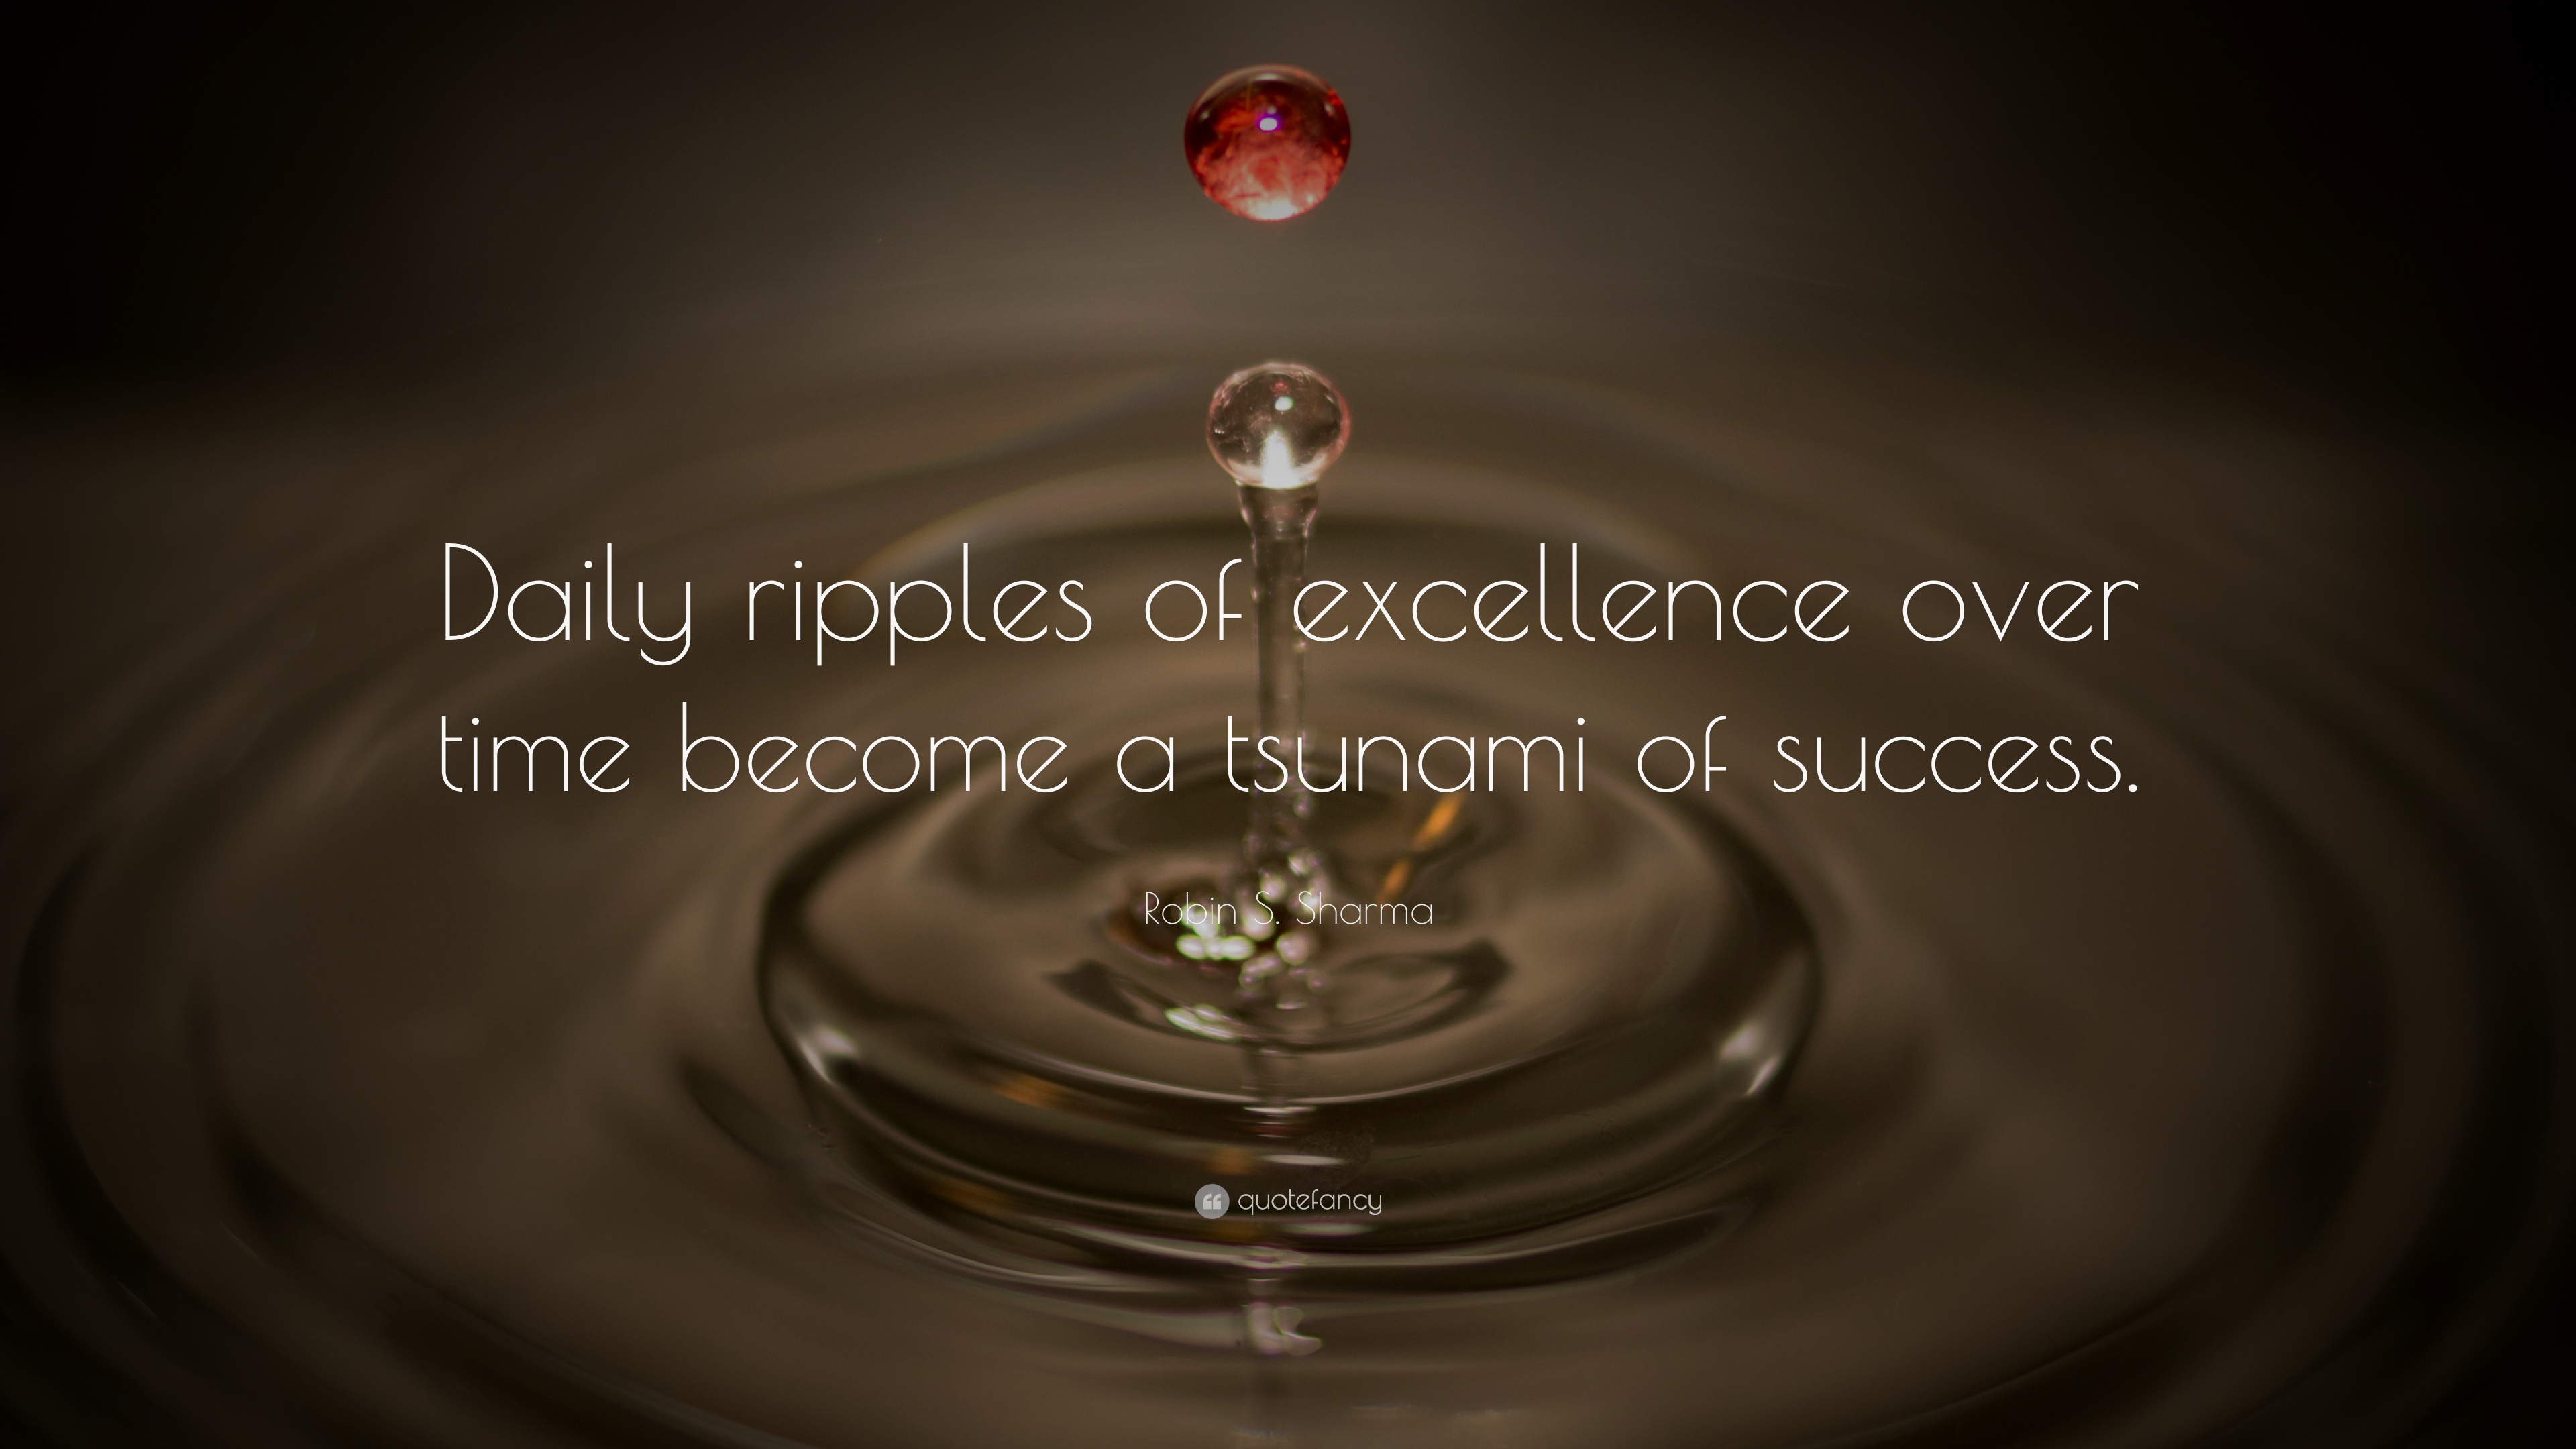 Daily ripples of excellence over
time become a tsunami of success.
Robin S. Sharma
quotefancy